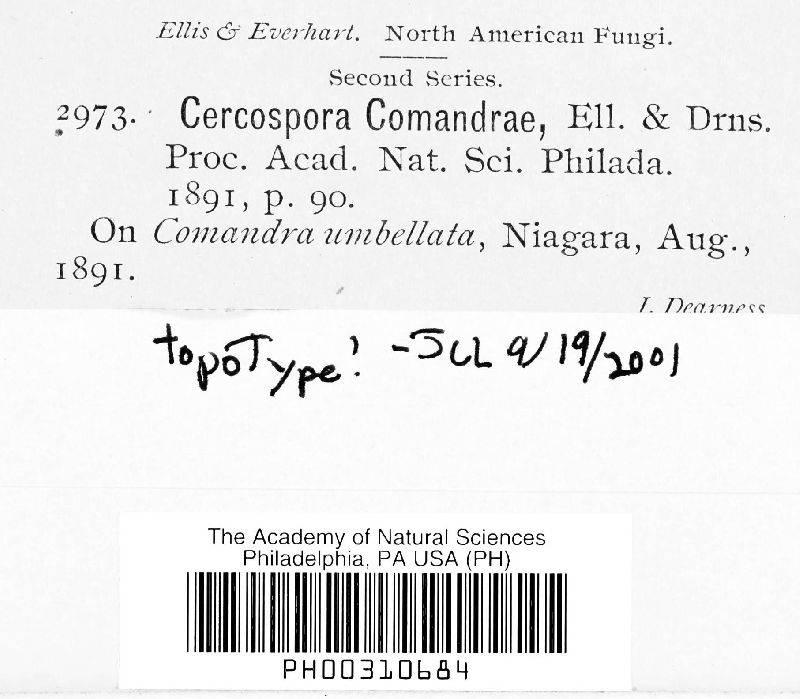 Ellis & Everhart. North American Fungi.
Second Series.
2973. Cercospora Comandrae, Ell. & Drns.
Proc. Acad. Nat. Sci. Philada.
1891, p. 90.
On Comandra umbellata, Niagara, Aug.,
1891.
J. Dearness
topoType! -JCL 9/19/2001
The Academy of Natural Sciences
Philadelphia, PA USA (PH)
PH00310684